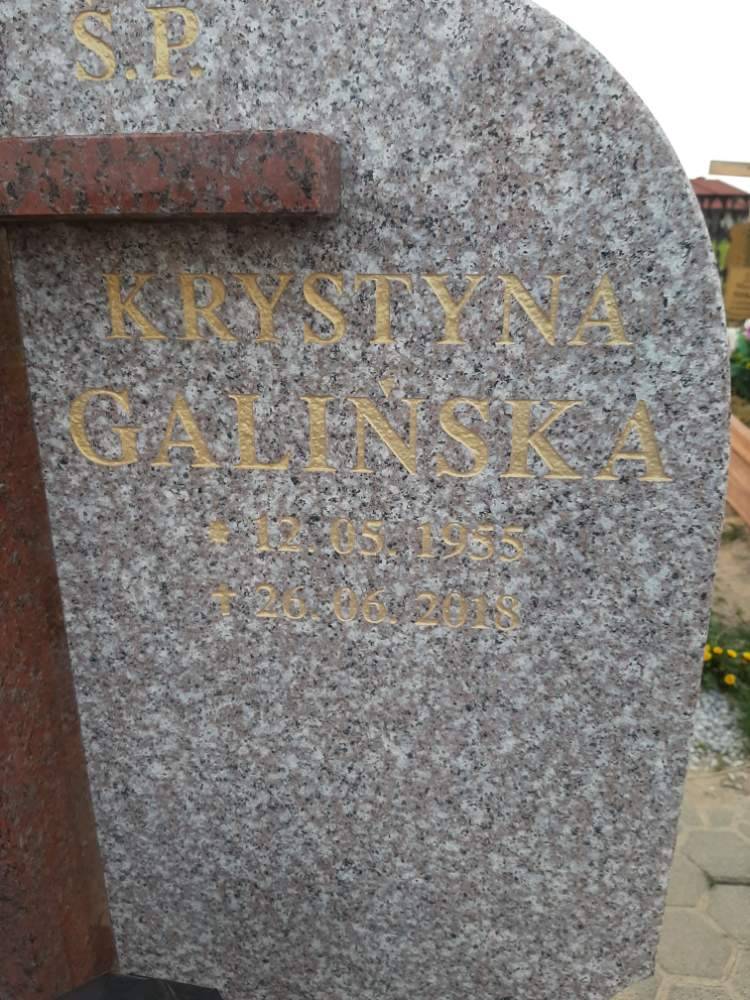 Ś.P.
KRYSTYNA
GALIŃSKA
* 12. 05. 1955
✝ 26. 06. 2018